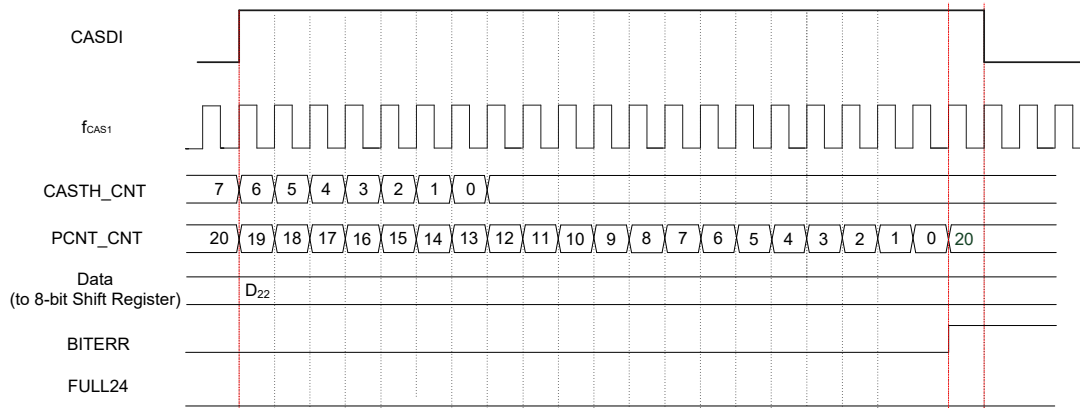 CASDI
fCAS1
CASTH_CNT 7 6 5 4 3 2 1 0
PCNT_CNT 20 19 18 17 16 15 14 13 12 11 10 9 8 7 6 5 4 3 2 1 0 20
Data
(to 8-bit Shift Register) D22
BITERR
FULL24